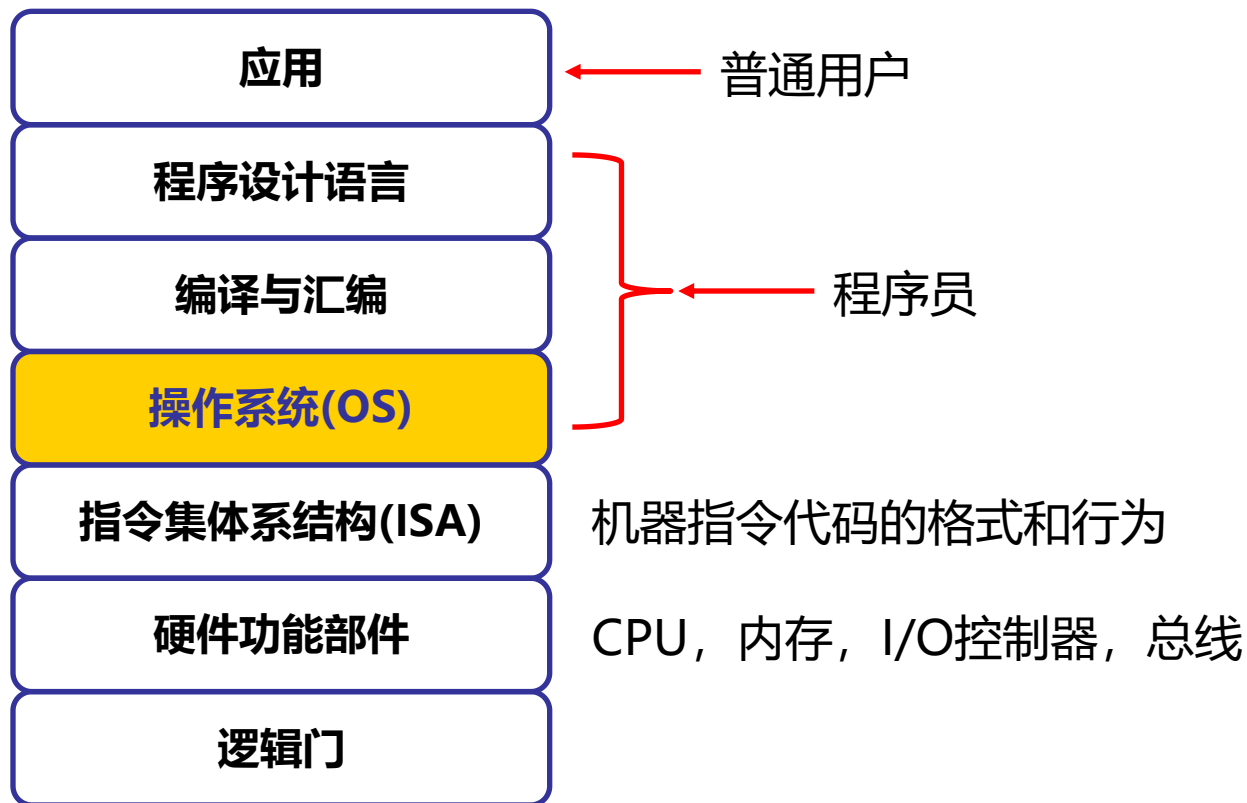 应用
普通用户
程序设计语言
编译与汇编
程序员
操作系统(OS)
指令集体系结构(ISA)
机器指令代码的格式和行为
硬件功能部件
CPU，内存，I/O控制器，总线
逻辑门